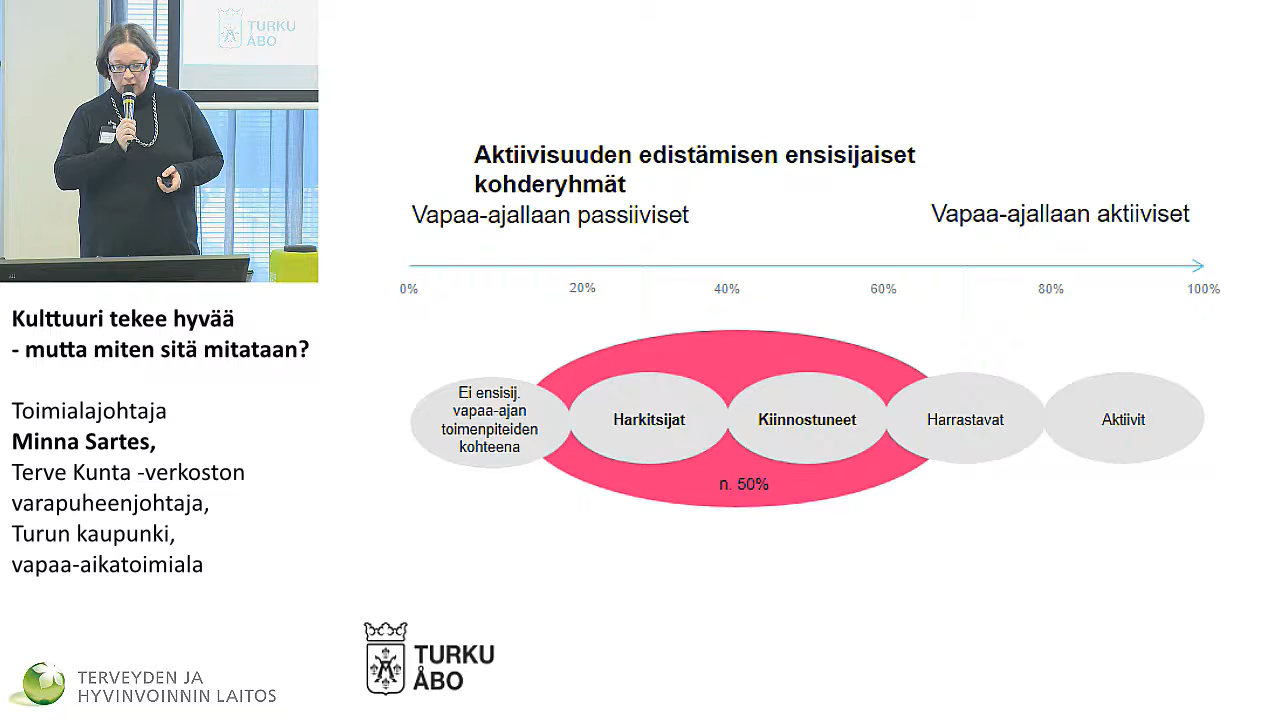 TURKU
ÅBO
Aktiivisuuden edistämisen ensisijaiset
kohderyhmät
Vapaa-ajallaan passiiviset
Vapaa-ajallaan aktiiviset
0%
20%
40%
60%
80%
100%
Ei ensisij.
vapaa-ajan
toimenpiteiden
kohteena
Harkitsijat
Kiinnostuneet
Harrastavat
Aktiivit
n. 50%
Kulttuuri tekee hyvää
- mutta miten sitä mitataan?
Toimialajohtaja
Minna Sartes,
Terve Kunta -verkoston
varapuheenjohtaja,
Turun kaupunki,
vapaa-aikatoimiala
TERVEYDEN JA
HYVINVOINNIN LAITOS
TURKU
ÅBO